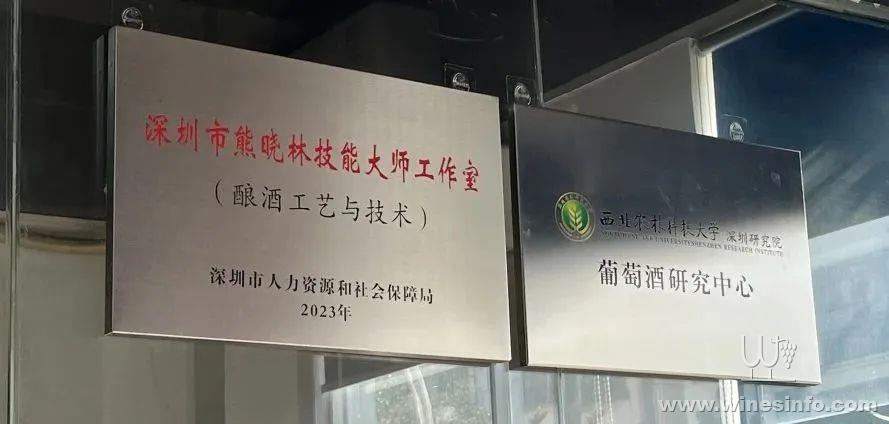 深圳市熊晓林技能大师工作室
（酿酒工艺与技术）
深圳市人力资源和社会保障局
2023年
西北农林科技大学 深圳研究院
葡萄酒研究中心
www.winesinfo.com